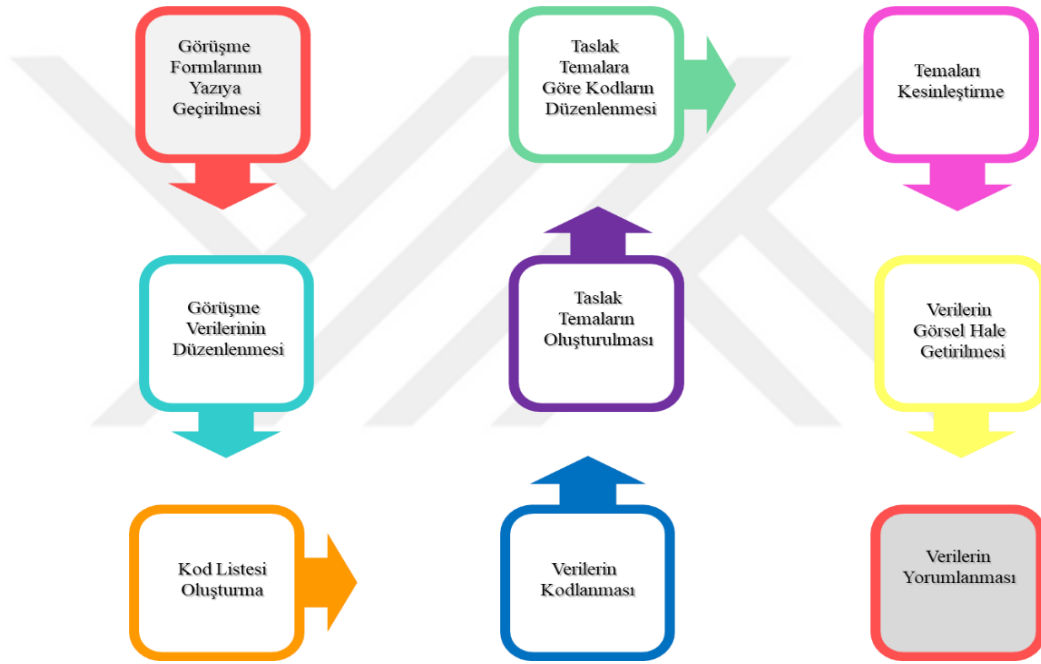 Görüşme
Formlarının
Yazıya
Geçirilmesi
Görüşme
Verilerinin
Düzenlenmesi
Kod Listesi
Oluşturma
Verilerin
Kodlanması
Taslak
Temaların
Oluşturulması
Taslak
Temalara
Göre Kodların
Düzenlenmesi
Temaları
Kesinleştirme
Verilerin
Görsel Hale
Getirilmesi
Verilerin
Yorumlanması